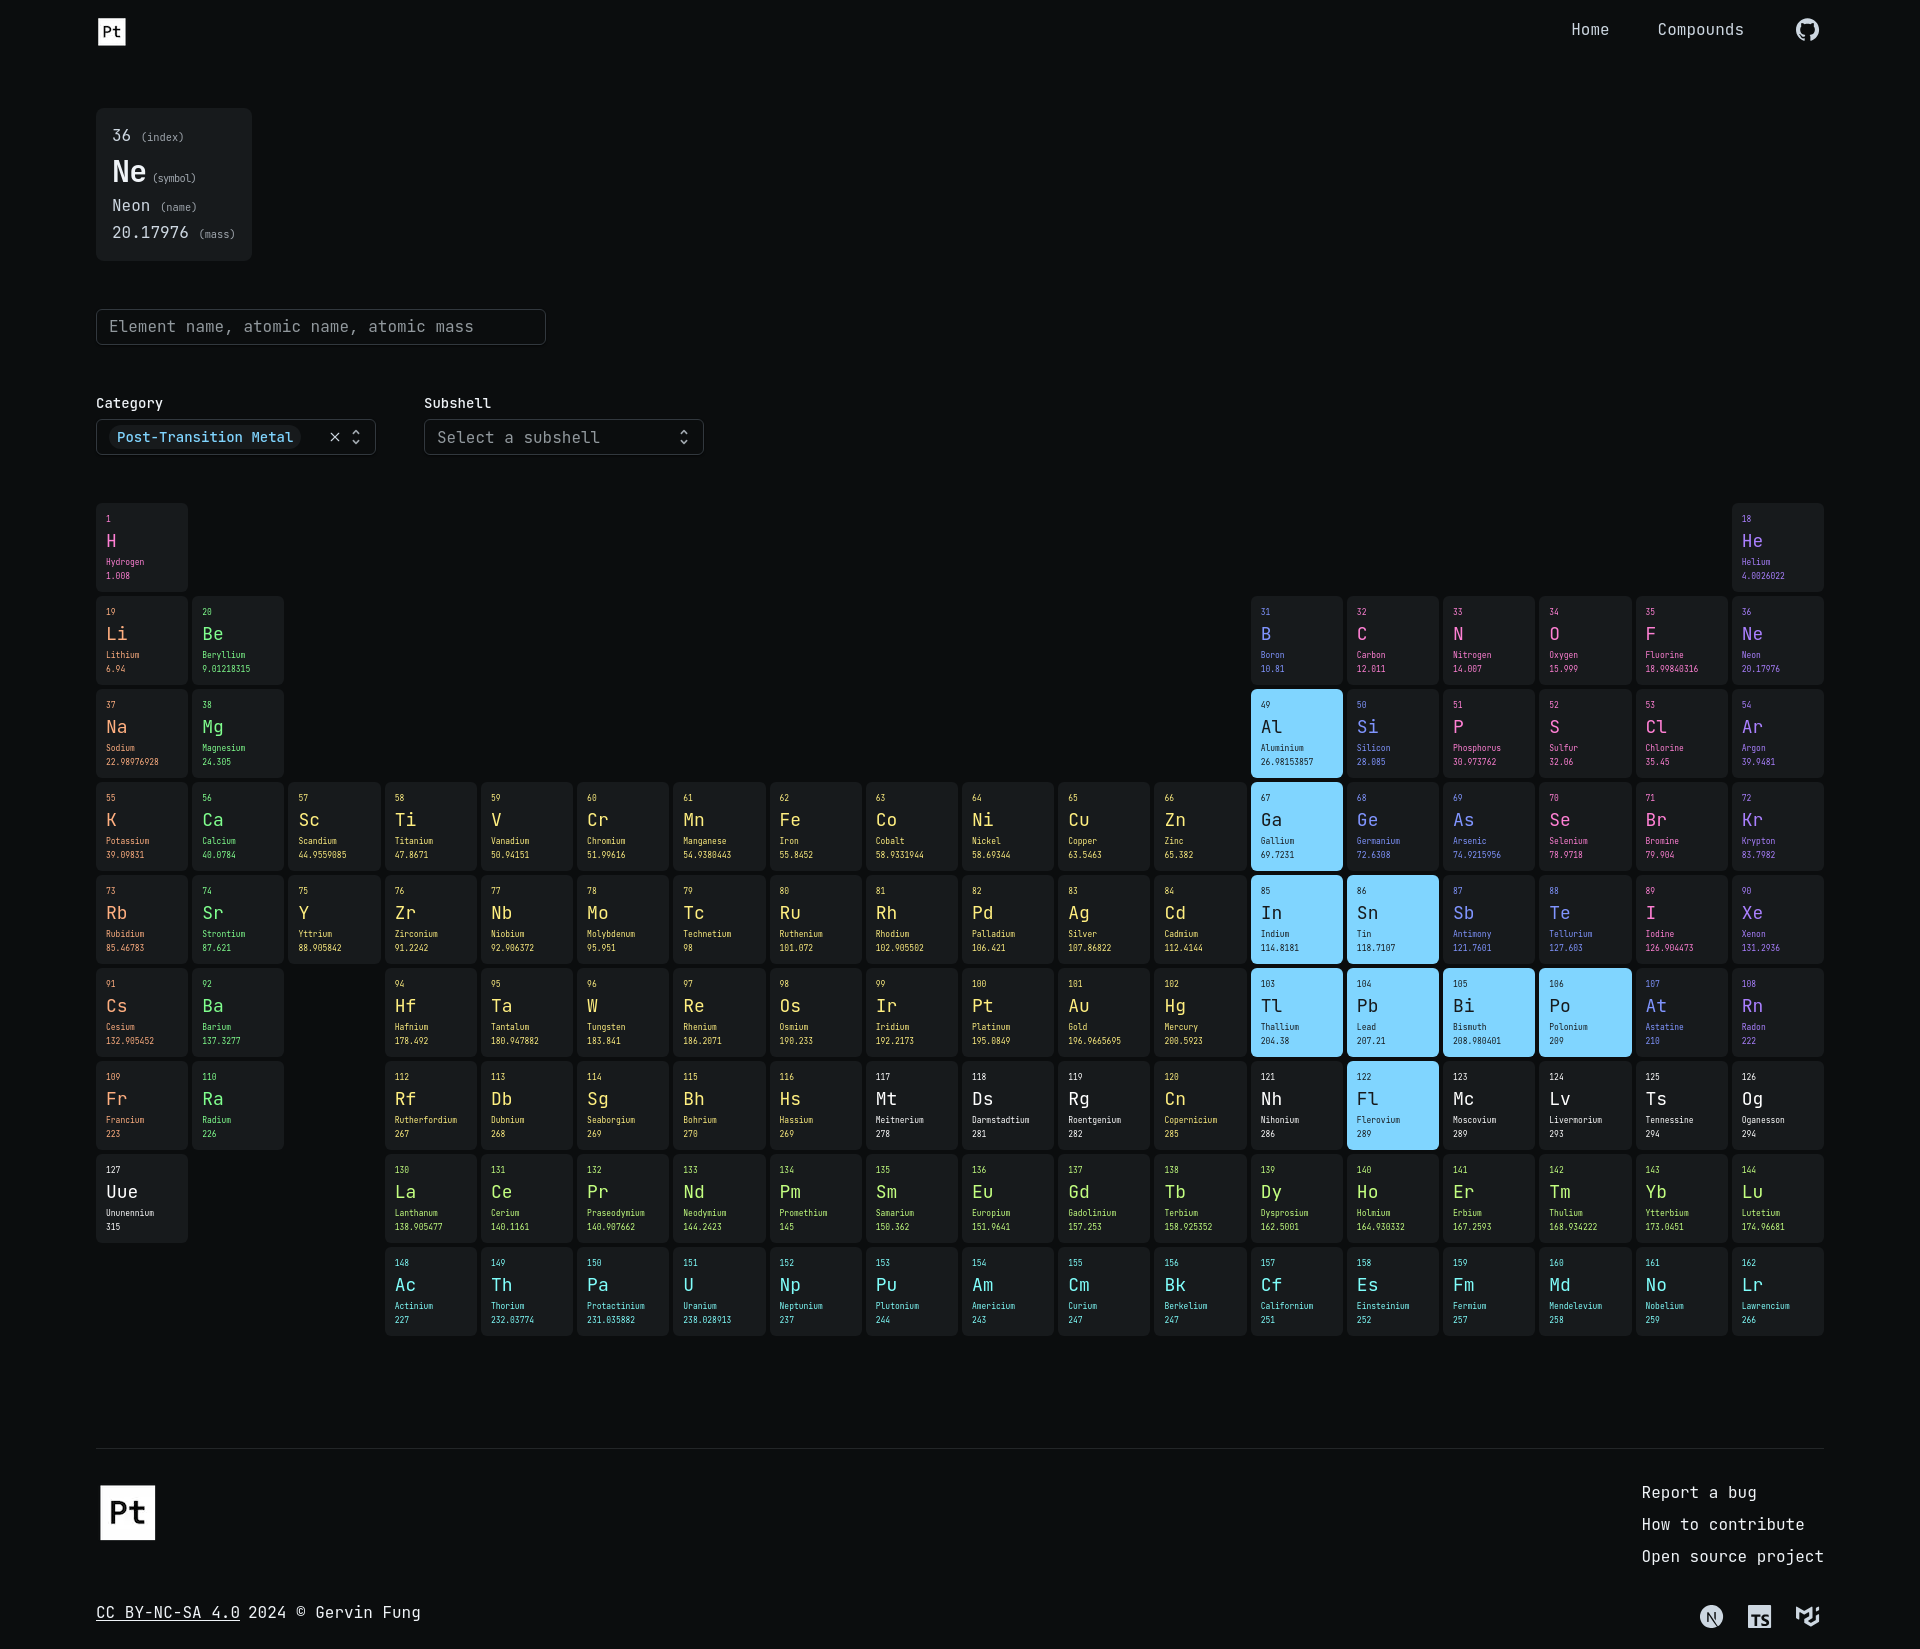 Pt
Home Compounds
36 (index)
Ne (symbol)
Neon (name)
20.17976 (mass)
Element name, atomic name, atomic mass
Category Subshell
Post-Transition Metal Select a subshell
1 18
H He
Hydrogen Helium
1.008 4.0026022
19 20 31 32 33 34 35 36
Li Be B C N O F Ne
Lithium Beryllium Boron Carbon Nitrogen Oxygen Fluorine Neon
6.94 9.01218315 10.81 12.011 14.007 15.999 18.99840316 20.17976
37 38 49 50 51 52 53 54
Na Mg Al Si P S Cl Ar
Sodium Magnesium Aluminium Silicon Phosphorus Sulfur Chlorine Argon
22.98976928 24.305 26.98153857 28.085 30.973762 32.06 35.45 39.9481
55 56 57 58 59 60 61 62 63 64 65 66 67 68 69 70 71 72
K Ca Sc Ti V Cr Mn Fe Co Ni Cu Zn Ga Ge As Se Br Kr
Potassium Calcium Scandium Titanium Vanadium Chromium Manganese Iron Cobalt Nickel Copper Zinc Gallium Germanium Arsenic Selenium Bromine Krypton
39.09831 40.0784 44.9559085 47.8671 50.94151 51.99616 54.9380443 55.8452 58.9331944 58.69344 63.5463 65.382 69.7231 72.6308 74.9215956 78.9718 79.904 83.7982
73 74 75 76 77 78 79 80 81 82 83 84 85 86 87 88 89 90
Rb Sr Y Zr Nb Mo Tc Ru Rh Pd Ag Cd In Sn Sb Te I Xe
Rubidium Strontium Yttrium Zirconium Niobium Molybdenum Technetium Ruthenium Rhodium Palladium Silver Cadmium Indium Tin Antimony Tellurium Iodine Xenon
85.46783 87.621 88.905842 91.2242 92.906372 95.951 98 101.072 102.905502 106.421 107.86822 112.4144 114.8181 118.7107 121.7601 127.603 126.904473 131.2936
91 92 94 95 96 97 98 99 100 101 102 103 104 105 106 107 108
Cs Ba Hf Ta W Re Os Ir Pt Au Hg Tl Pb Bi Po At Rn
Cesium Barium Hafnium Tantalum Tungsten Rhenium Osmium Iridium Platinum Gold Mercury Thallium Lead Bismuth Polonium Astatine Radon
132.905452 137.3277 178.492 180.947882 183.841 186.2071 190.233 192.2173 195.0849 196.9665695 200.5923 204.38 207.21 208.980401 209 210 222
109 110 112 113 114 115 116 117 118 119 120 121 122 123 124 125 126
Fr Ra Rf Db Sg Bh Hs Mt Ds Rg Cn Nh Fl Mc Lv Ts Og
Francium Radium Rutherfordium Dubnium Seaborgium Bohrium Hassium Meitnerium Darmstadtium Roentgenium Copernicium Nihonium Flerovium Moscovium Livermorium Tennessine Oganesson
223 226 267 268 269 270 269 278 281 282 285 286 289 289 293 294 294
127 130 131 132 133 134 135 136 137 138 139 140 141 142 143 144
Uue La Ce Pr Nd Pm Sm Eu Gd Tb Dy Ho Er Tm Yb Lu
Ununennium Lanthanum Cerium Praseodymium Neodymium Promethium Samarium Europium Gadolinium Terbium Dysprosium Holmium Erbium Thulium Ytterbium Lutetium
315 138.905477 140.1161 140.907662 144.2423 145 150.362 151.9641 157.253 158.925352 162.5001 164.930332 167.2593 168.934222 173.0451 174.96681
148 149 150 151 152 153 154 155 156 157 158 159 160 161 162
Ac Th Pa U Np Pu Am Cm Bk Cf Es Fm Md No Lr
Actinium Thorium Protactinium Uranium Neptunium Plutonium Americium Curium Berkelium Californium Einsteinium Fermium Mendelevium Nobelium Lawrencium
227 232.03774 231.035882 238.028913 237 244 243 247 247 251 252 257 258 259 266
Pt
Report a bug
How to contribute
Open source project
CC BY-NC-SA 4.0 2024 © Gervin Fung
N TS